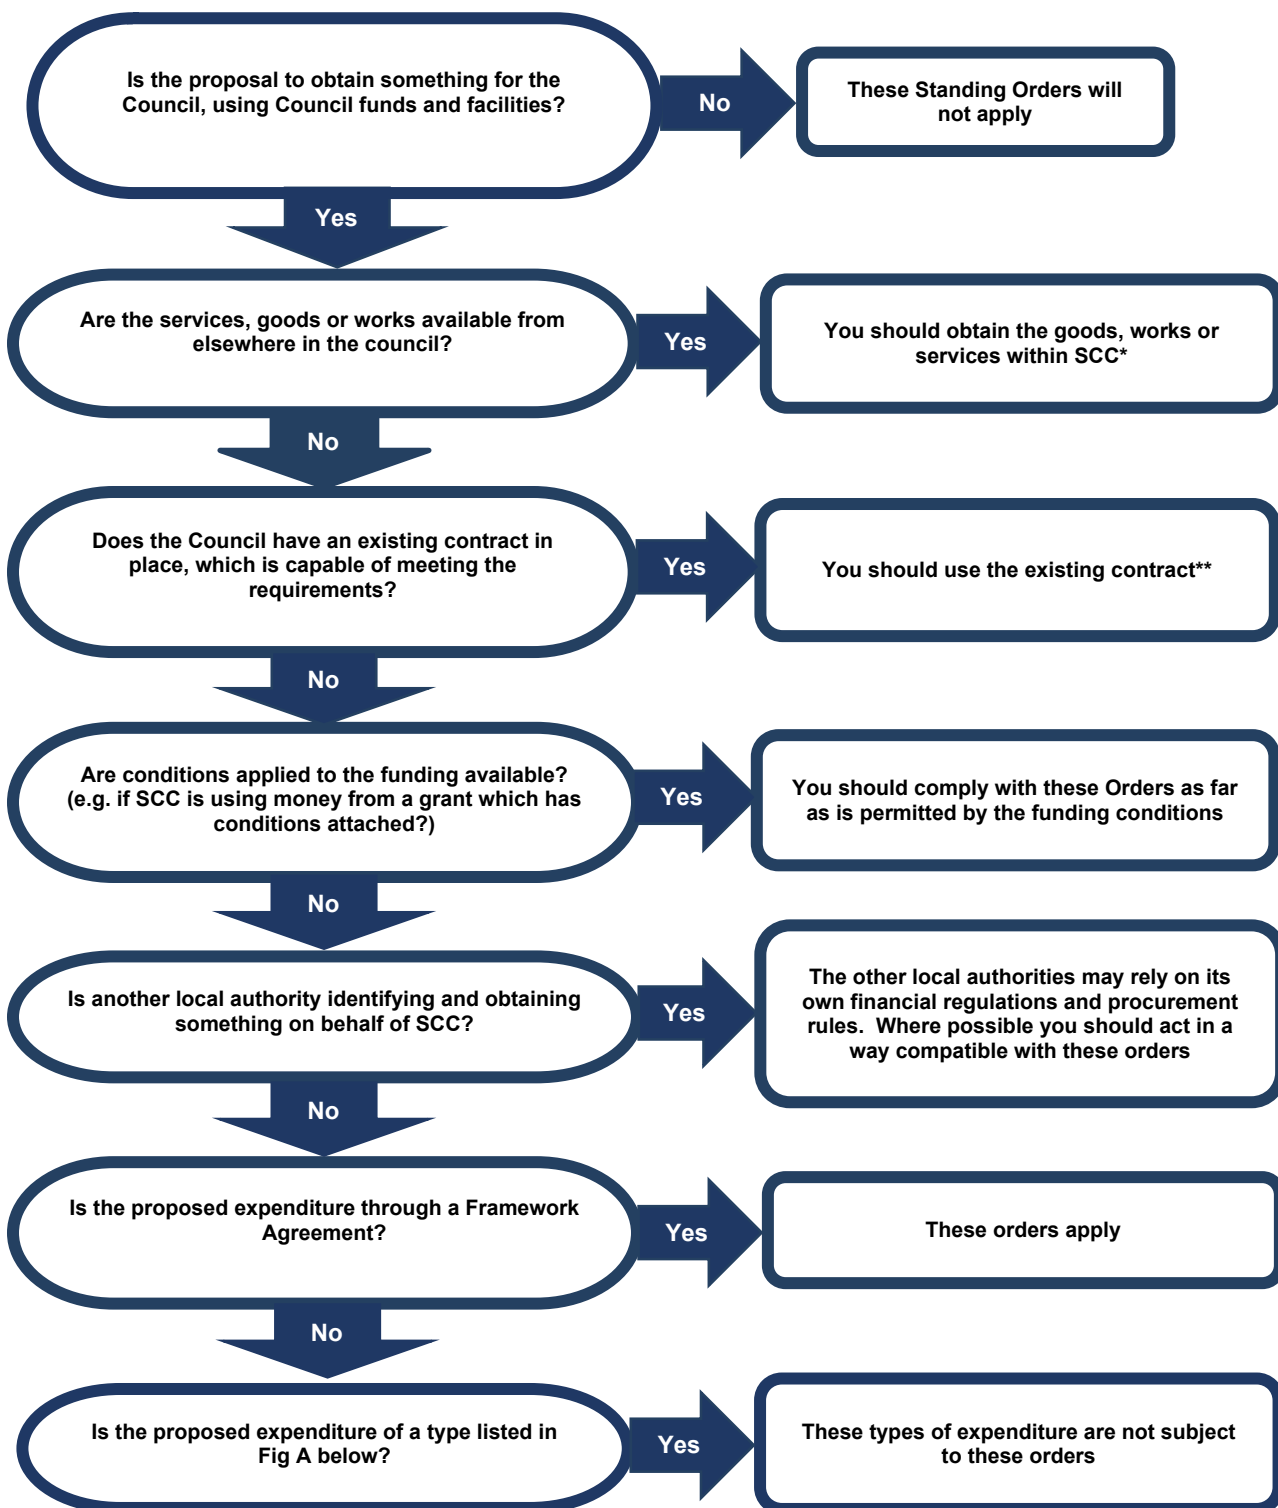 Is the proposal to obtain something for the
Council, using Council funds and facilities?
No
These Standing Orders will
not apply
Yes
Are the services, goods or works available from
elsewhere in the council?
Yes
You should obtain the goods, works or
services within SCC*
No
Does the Council have an existing contract in
place, which is capable of meeting the
requirements?
Yes
You should use the existing contract**
No
Are conditions applied to the funding available?
(e.g. if SCC is using money from a grant which has
conditions attached?)
Yes
You should comply with these Orders as far
as is permitted by the funding conditions
No
Is another local authority identifying and obtaining
something on behalf of SCC?
Yes
The other local authorities may rely on its
own financial regulations and procurement
rules.  Where possible you should act in a
way compatible with these orders
No
Is the proposed expenditure through a Framework
Agreement?
Yes
These orders apply
No
Is the proposed expenditure of a type listed in
Fig A below?
Yes
These types of expenditure are not subject
to these orders